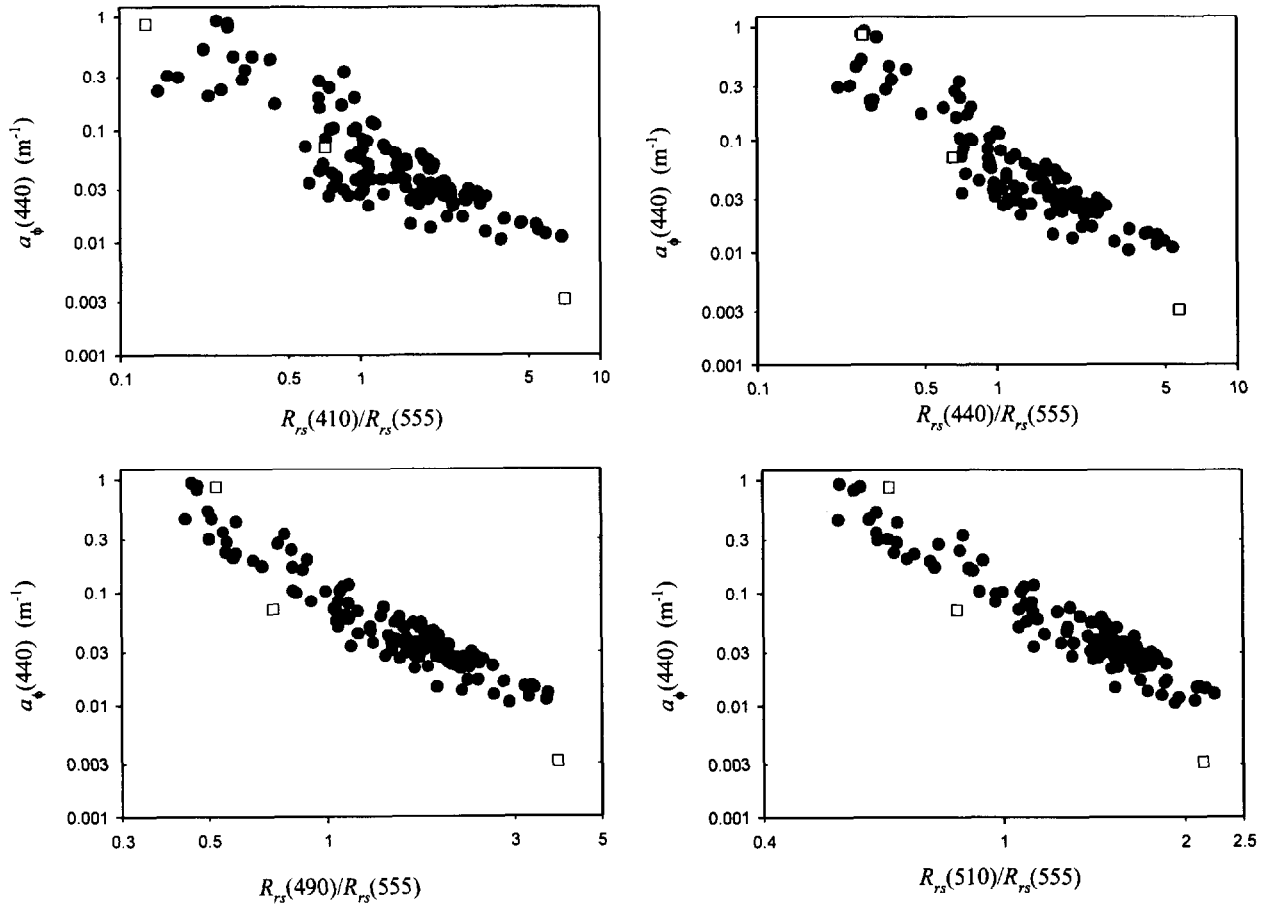 1
0.3
0.1
0.03
0.01
0.003
0.001
aϕ(440) (m⁻¹)
0.1 0.5 1 5 10
Rrs(410)/Rrs(555)
1
0.3
0.1
0.03
0.01
0.003
0.001
aϕ(440) (m⁻¹)
0.1 0.5 1 5 10
Rrs(440)/Rrs(555)
1
0.3
0.1
0.03
0.01
0.003
0.001
aϕ(440) (m⁻¹)
0.3 0.5 1 3 5
Rrs(490)/Rrs(555)
1
0.3
0.1
0.03
0.01
0.003
0.001
aϕ(440) (m⁻¹)
0.4 1 2 2.5
Rrs(510)/Rrs(555)